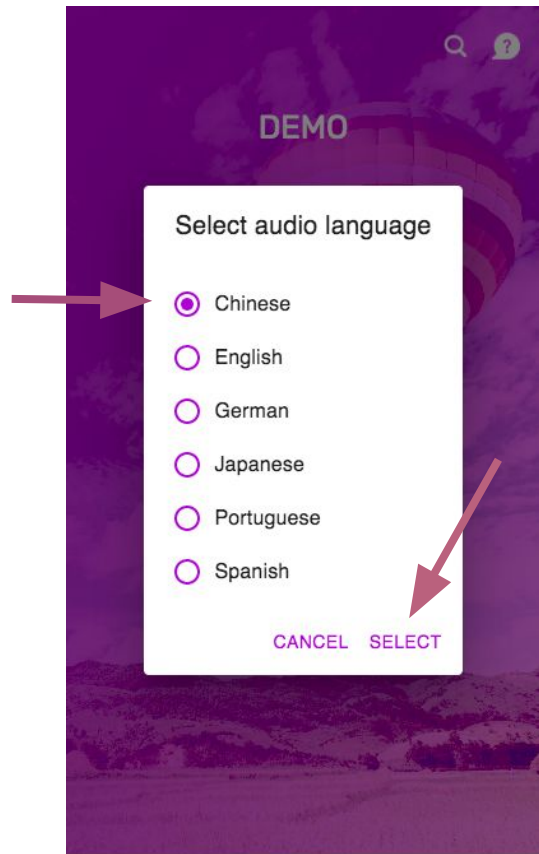 ?
DEMO
Select audio language
Chinese
English
German
Japanese
Portuguese
Spanish
CANCEL SELECT